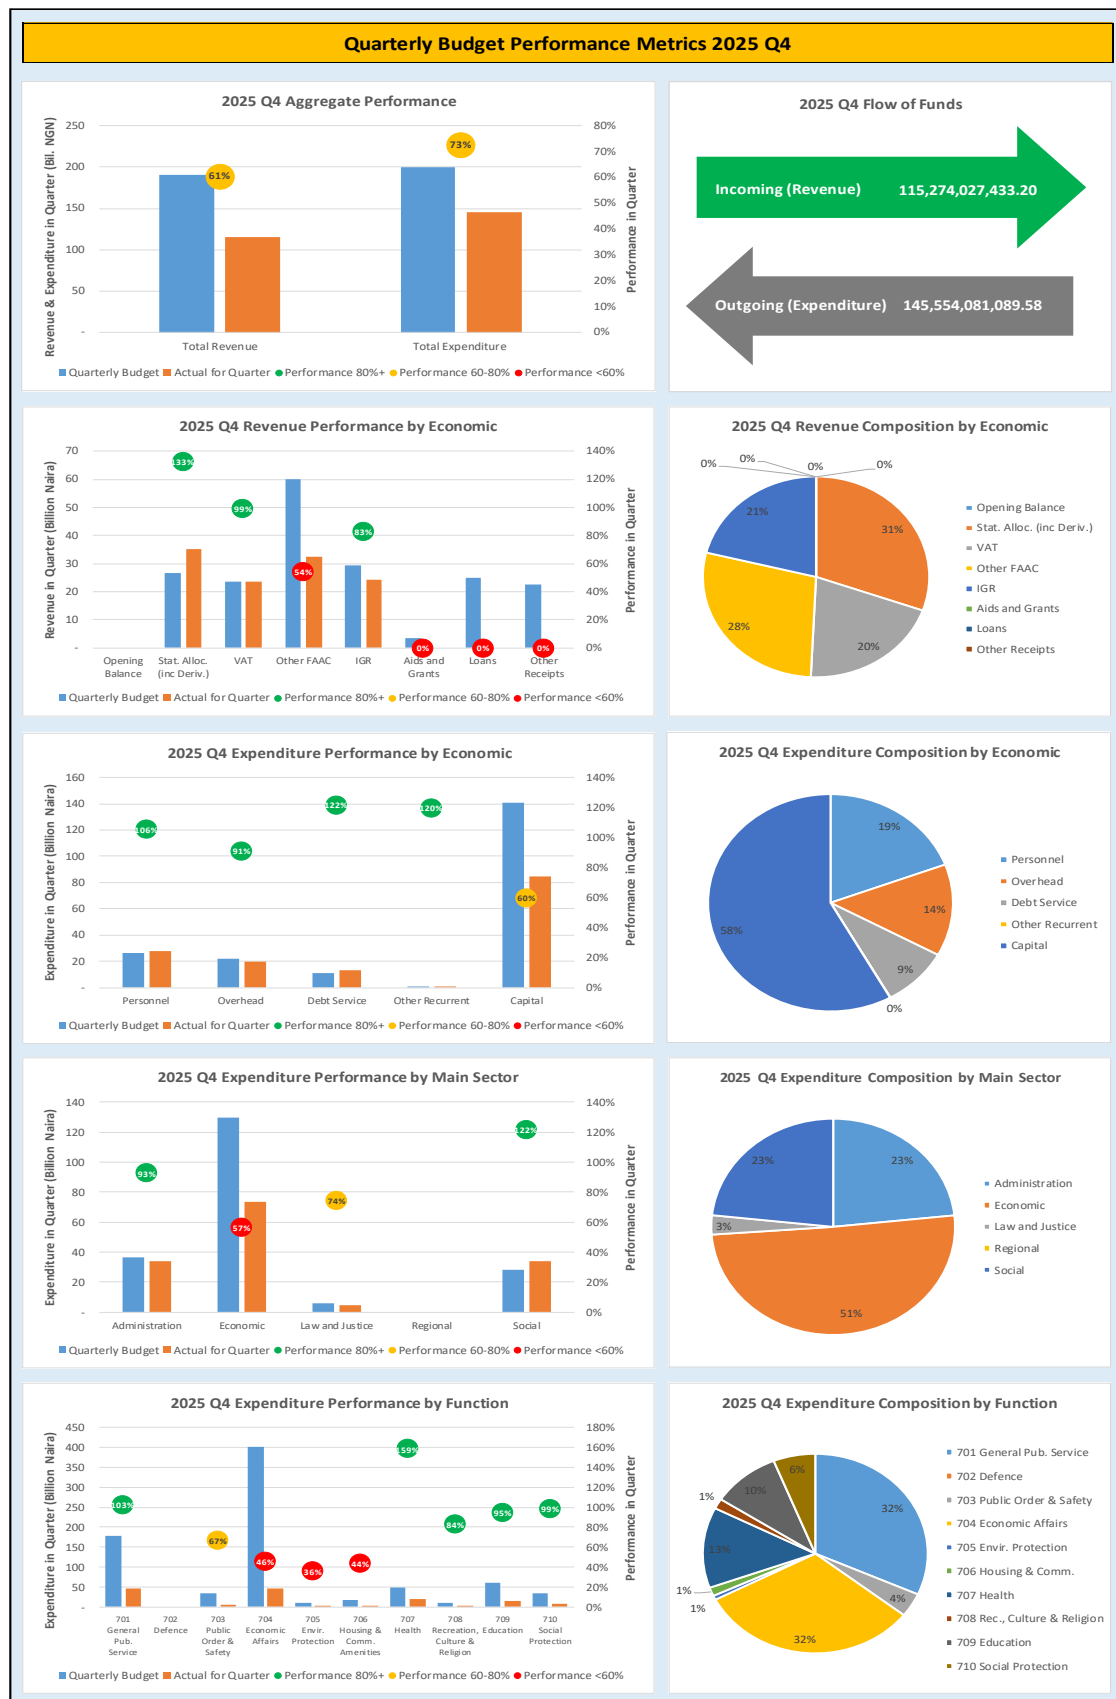 Quarterly Budget Performance Metrics 2025 Q4
2025 Q4 Aggregate Performance
Revenue & Expenditure in Quarter (Bil. NGN)
250
200
150
100
50
-
80%
70%
60%
50%
40%
30%
20%
10%
0%
Performance in Quarter
61%
73%
Total Revenue
Total Expenditure
Quarterly Budget
Actual for Quarter
Performance 80%+
Performance 60-80%
Performance <60%
2025 Q4 Flow of Funds
Incoming (Revenue) 115,274,027,433.20
Outgoing (Expenditure) 145,554,081,089.58
2025 Q4 Revenue Performance by Economic
Revenue in Quarter (Billion Naira)
70
60
50
40
30
20
10
-
140%
120%
100%
80%
60%
40%
20%
0%
Performance in Quarter
133%
99%
54%
83%
0%
0%
0%
Opening
Balance
Stat. Alloc.
(inc Deriv.)
VAT
Other FAAC
IGR
Aids and
Grants
Loans
Other
Receipts
Quarterly Budget
Actual for Quarter
Performance 80%+
Performance 60-80%
Performance <60%
2025 Q4 Revenue Composition by Economic
0%
0%
0%
0%
31%
20%
28%
21%
Opening Balance
Stat. Alloc. (inc Deriv.)
VAT
Other FAAC
IGR
Aids and Grants
Loans
Other Receipts
2025 Q4 Expenditure Performance by Economic
Expenditure in Quarter (Billion Naira)
160
140
120
100
80
60
40
20
-
140%
120%
100%
80%
60%
40%
20%
0%
Performance in Quarter
106%
91%
122%
120%
60%
Personnel
Overhead
Debt Service
Other Recurrent
Capital
Quarterly Budget
Actual for Quarter
Performance 80%+
Performance 60-80%
Performance <60%
2025 Q4 Expenditure Composition by Economic
19%
14%
9%
0%
58%
Personnel
Overhead
Debt Service
Other Recurrent
Capital
2025 Q4 Expenditure Performance by Main Sector
Expenditure in Quarter (Billion Naira)
140
120
100
80
60
40
20
-
140%
120%
100%
80%
60%
40%
20%
0%
Performance in Quarter
93%
57%
74%
122%
Administration
Economic
Law and Justice
Regional
Social
Quarterly Budget
Actual for Quarter
Performance 80%+
Performance 60-80%
Performance <60%
2025 Q4 Expenditure Composition by Main Sector
23%
51%
3%
23%
Administration
Economic
Law and Justice
Regional
Social
2025 Q4 Expenditure Performance by Function
Expenditure in Quarter (Billion Naira)
450
400
350
300
250
200
150
100
50
-
180%
160%
140%
120%
100%
80%
60%
40%
20%
0%
Performance in Quarter
103%
67%
46%
36%
44%
159%
84%
95%
99%
701
General
Pub.
Service
702
Defence
703
Public
Order &
Safety
704
Economic
Affairs
705
Envir.
Protection
706
Housing &
Comm.
Amenities
707
Health
708
Recreation,
Culture &
Religion
709
Education
710
Social
Protection
Quarterly Budget
Actual for Quarter
Performance 80%+
Performance 60-80%
Performance <60%
2025 Q4 Expenditure Composition by Function
32%
4%
32%
1%
1%
13%
1%
10%
6%
701 General Pub. Service
702 Defence
703 Public Order & Safety
704 Economic Affairs
705 Envir. Protection
706 Housing & Comm.
707 Health
708 Rec., Culture & Religion
709 Education
710 Social Protection